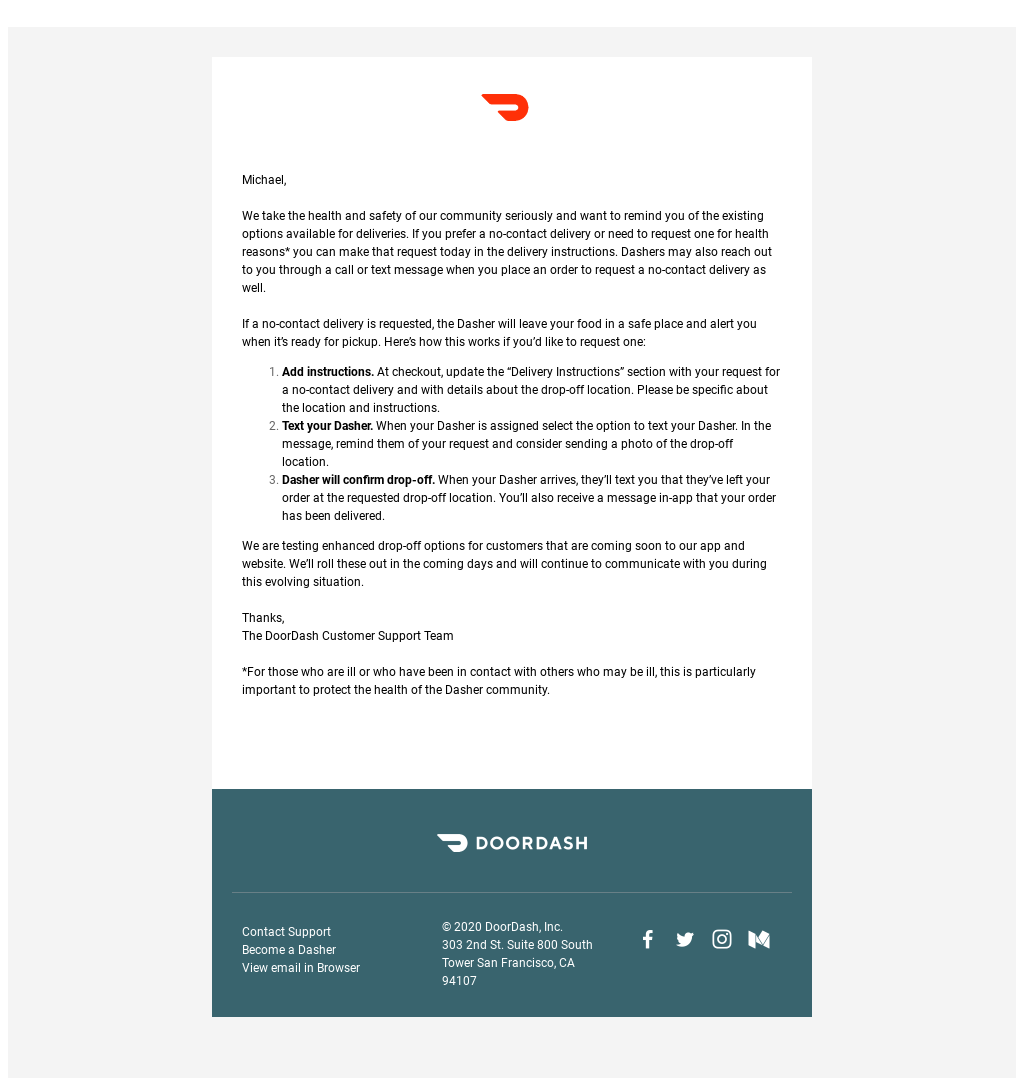 Michael,
We take the health and safety of our community seriously and want to remind you of the existing
options available for deliveries. If you prefer a no-contact delivery or need to request one for health
reasons* you can make that request today in the delivery instructions. Dashers may also reach out
to you through a call or text message when you place an order to request a no-contact delivery as
well.
If a no-contact delivery is requested, the Dasher will leave your food in a safe place and alert you
when it’s ready for pickup. Here’s how this works if you’d like to request one:
1. Add instructions. At checkout, update the “Delivery Instructions” section with your request for
a no-contact delivery and with details about the drop-off location. Please be specific about
the location and instructions.
2. Text your Dasher. When your Dasher is assigned select the option to text your Dasher. In the
message, remind them of your request and consider sending a photo of the drop-off
location.
3. Dasher will confirm drop-off. When your Dasher arrives, they’ll text you that they’ve left your
order at the requested drop-off location. You’ll also receive a message in-app that your order
has been delivered.
We are testing enhanced drop-off options for customers that are coming soon to our app and
website. We’ll roll these out in the coming days and will continue to communicate with you during
this evolving situation.
Thanks,
The DoorDash Customer Support Team
*For those who are ill or who have been in contact with others who may be ill, this is particularly
important to protect the health of the Dasher community.
DOORDASH
Contact Support
Become a Dasher
View email in Browser
© 2020 DoorDash, Inc.
303 2nd St. Suite 800 South
Tower San Francisco, CA
94107